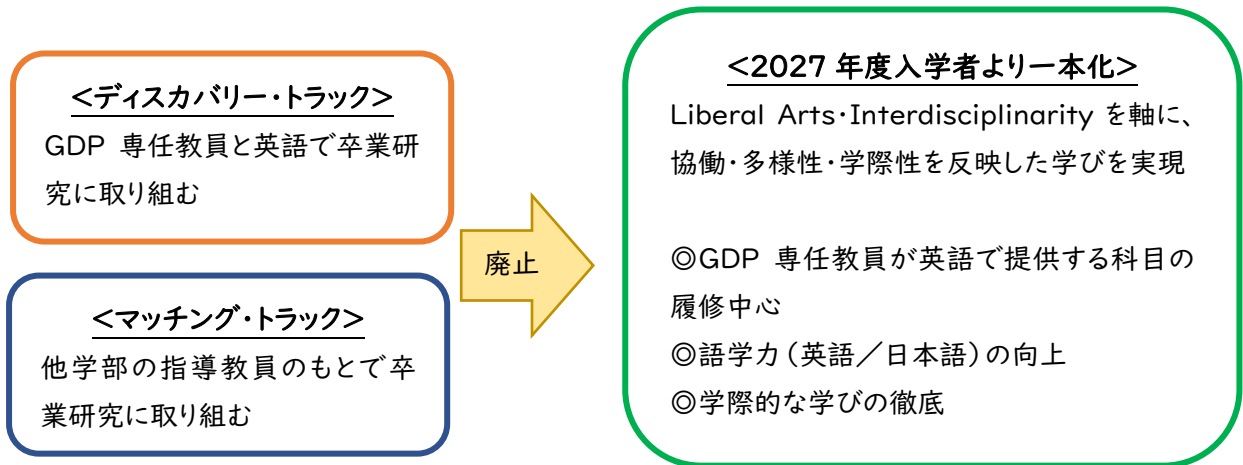 <ディスカバリー・トラック>
GDP 専任教員と英語で卒業研
究に取り組む
<マッチング・トラック>
他学部の指導教員のもとで卒
業研究に取り組む
廃止
<2027 年度入学者より一本化>
Liberal Arts・Interdisciplinarity を軸に、
協働・多様性・学際性を反映した学びを実現
◎GDP 専任教員が英語で提供する科目の
履修中心
◎語学力（英語／日本語）の向上
◎学際的な学びの徹底